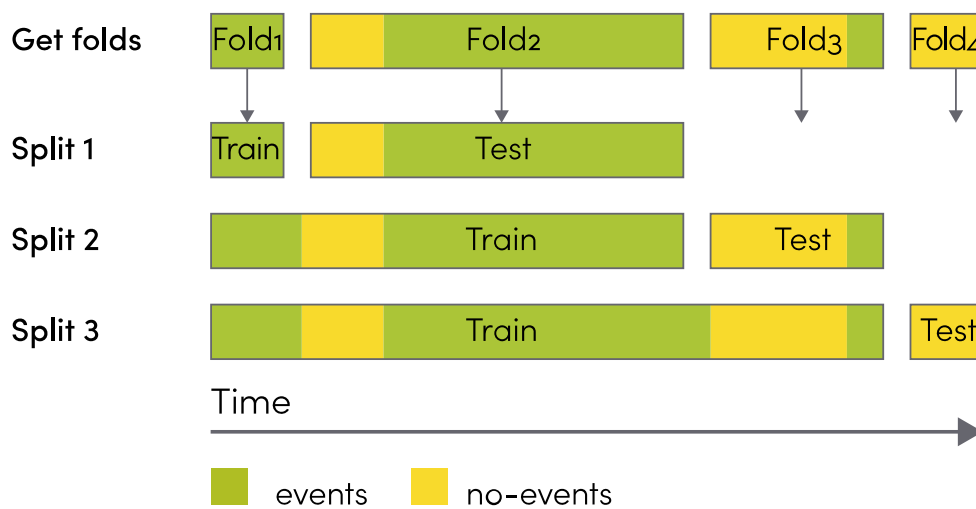 Get folds Fold1 Fold2 Fold3 Fold4
Split 1 Train Test
Split 2 Train Test
Split 3 Train Test
Time
events no-events